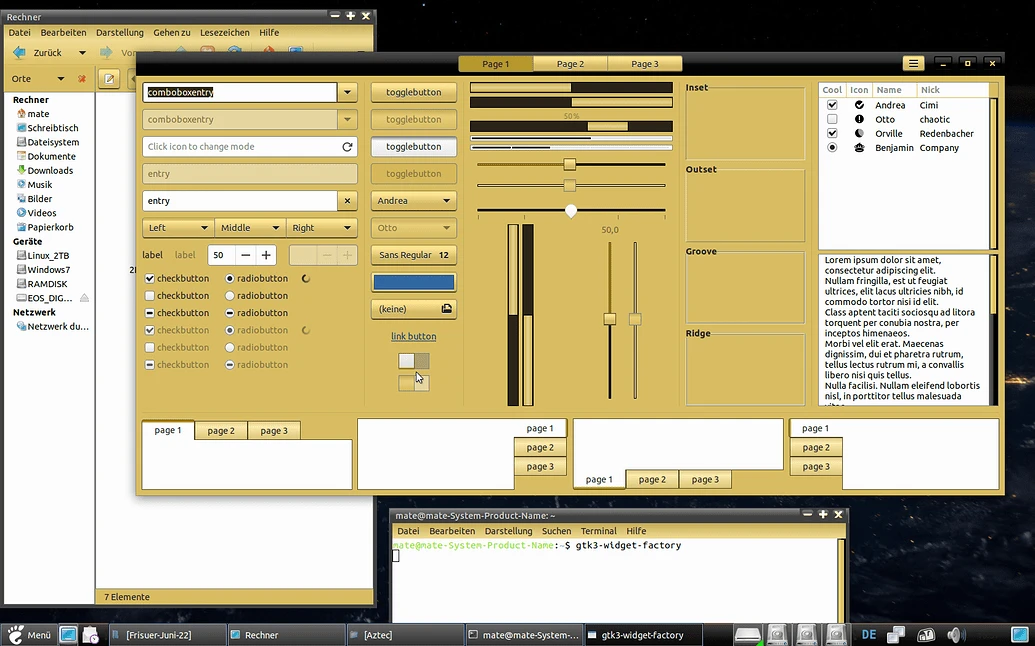 Rechner
Datei Bearbeiten Darstellung Gehen zu Lesezeichen Hilfe
Zurück
Orte
Rechner
mate
Schreibtisch
Dateisystem
Dokumente
Downloads
Musik
Bilder
Videos
Papierkorb
Geräte
Linux_2TB
Windows7
RAMDISK
EOS_DIG...
Netzwerk
Netzwerk du...
7 Elemente
Page 1 Page 2 Page 3
comboboxentry
comboboxentry
Click icon to change mode
entry
entry
Left Middle Right
label label 50
checkbutton radiobutton
checkbutton radiobutton
checkbutton radiobutton
checkbutton radiobutton
checkbutton radiobutton
checkbutton radiobutton
togglebutton
togglebutton
togglebutton
togglebutton
Andrea
Otto
Sans Regular 12
(keine)
link button
50%
50,0
Inset
Outset
Groove
Ridge
Cool Icon Name Nick
Andrea Cimi
Otto chaotic
Orville Redenbacher
Benjamin Company
Lorem ipsum dolor sit amet,
consectetur adipiscing elit.
Nullam fringilla, est ut feugiat
ultrices, elit lacus ultricies nibh, id
commodo tortor nisi id elit.
Class aptent taciti sociosqu ad litora
torquent per conubia nostra, per
inceptos himenaeos.
Morbi vel elit erat. Maecenas
dignissim, dui et pharetra rutrum,
tellus lectus rutrum mi, a convallis
libero nisi quis tellus.
Nulla facilisi. Nullam eleifend lobortis
nisl, in porttitor tellus malesuada
page 1 page 2 page 3
page 1
page 2
page 3
page 1 page 2 page 3
page 1
page 2
page 3
mate@mate-System-Product-Name: ~
Datei Bearbeiten Darstellung Suchen Terminal Hilfe
mate@mate-System-Product-Name:~$ gtk3-widget-factory
Menü [Frisuer-Juni-22] Rechner [Aztec] mate@mate-System-... gtk3-widget-factory DE